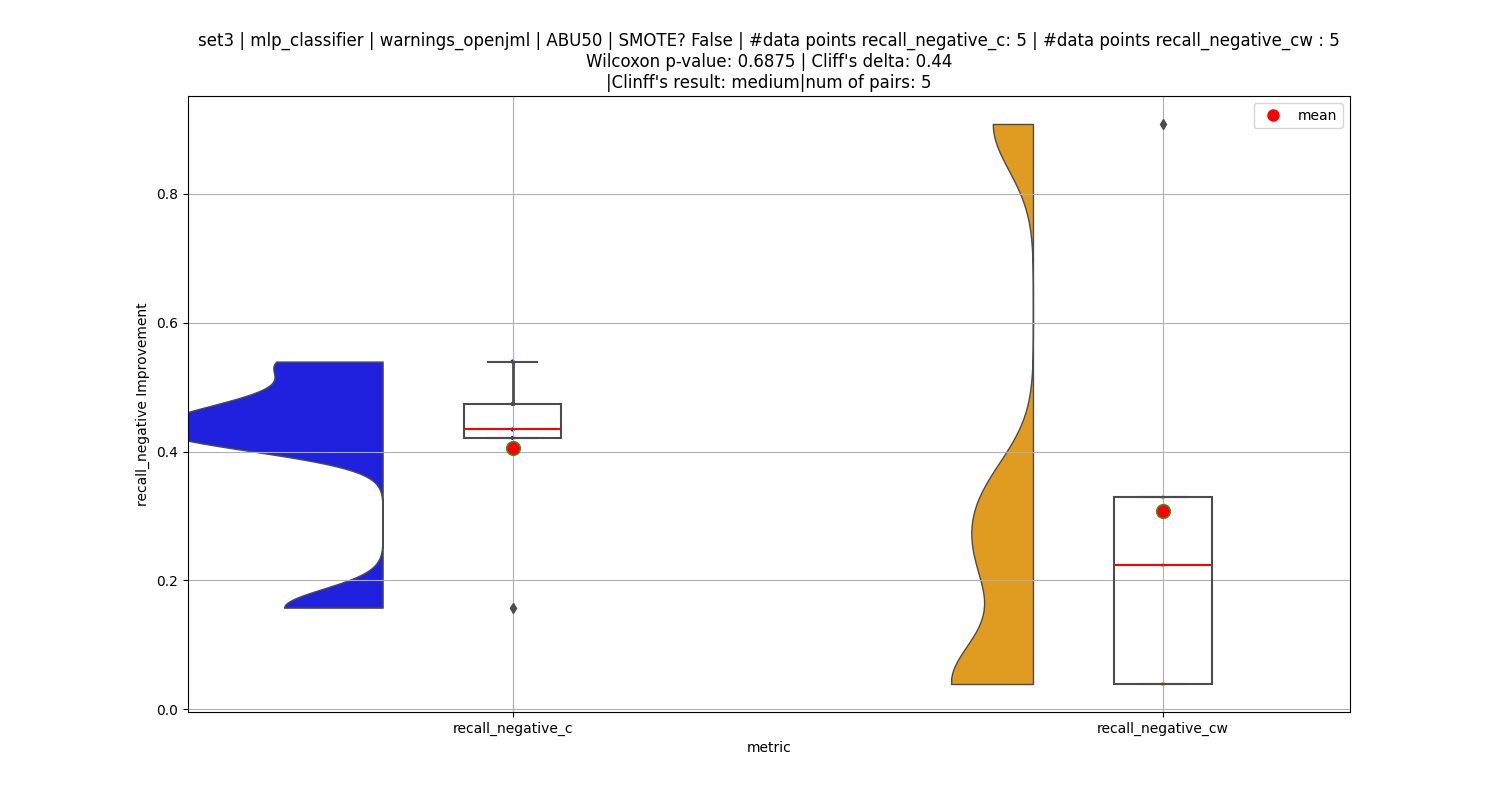 set3 | mlp_classifier | warnings_openjml | ABU50 | SMOTE? False | #data points recall_negative_c: 5 | #data points recall_negative_cw : 5
Wilcoxon p-value: 0.6875 | Cliff's delta: 0.44
|Clinff's result: medium|num of pairs: 5
mean
0.8
0.6
0.4
0.2
0.0
recall_negative Improvement
recall_negative_c
recall_negative_cw
metric